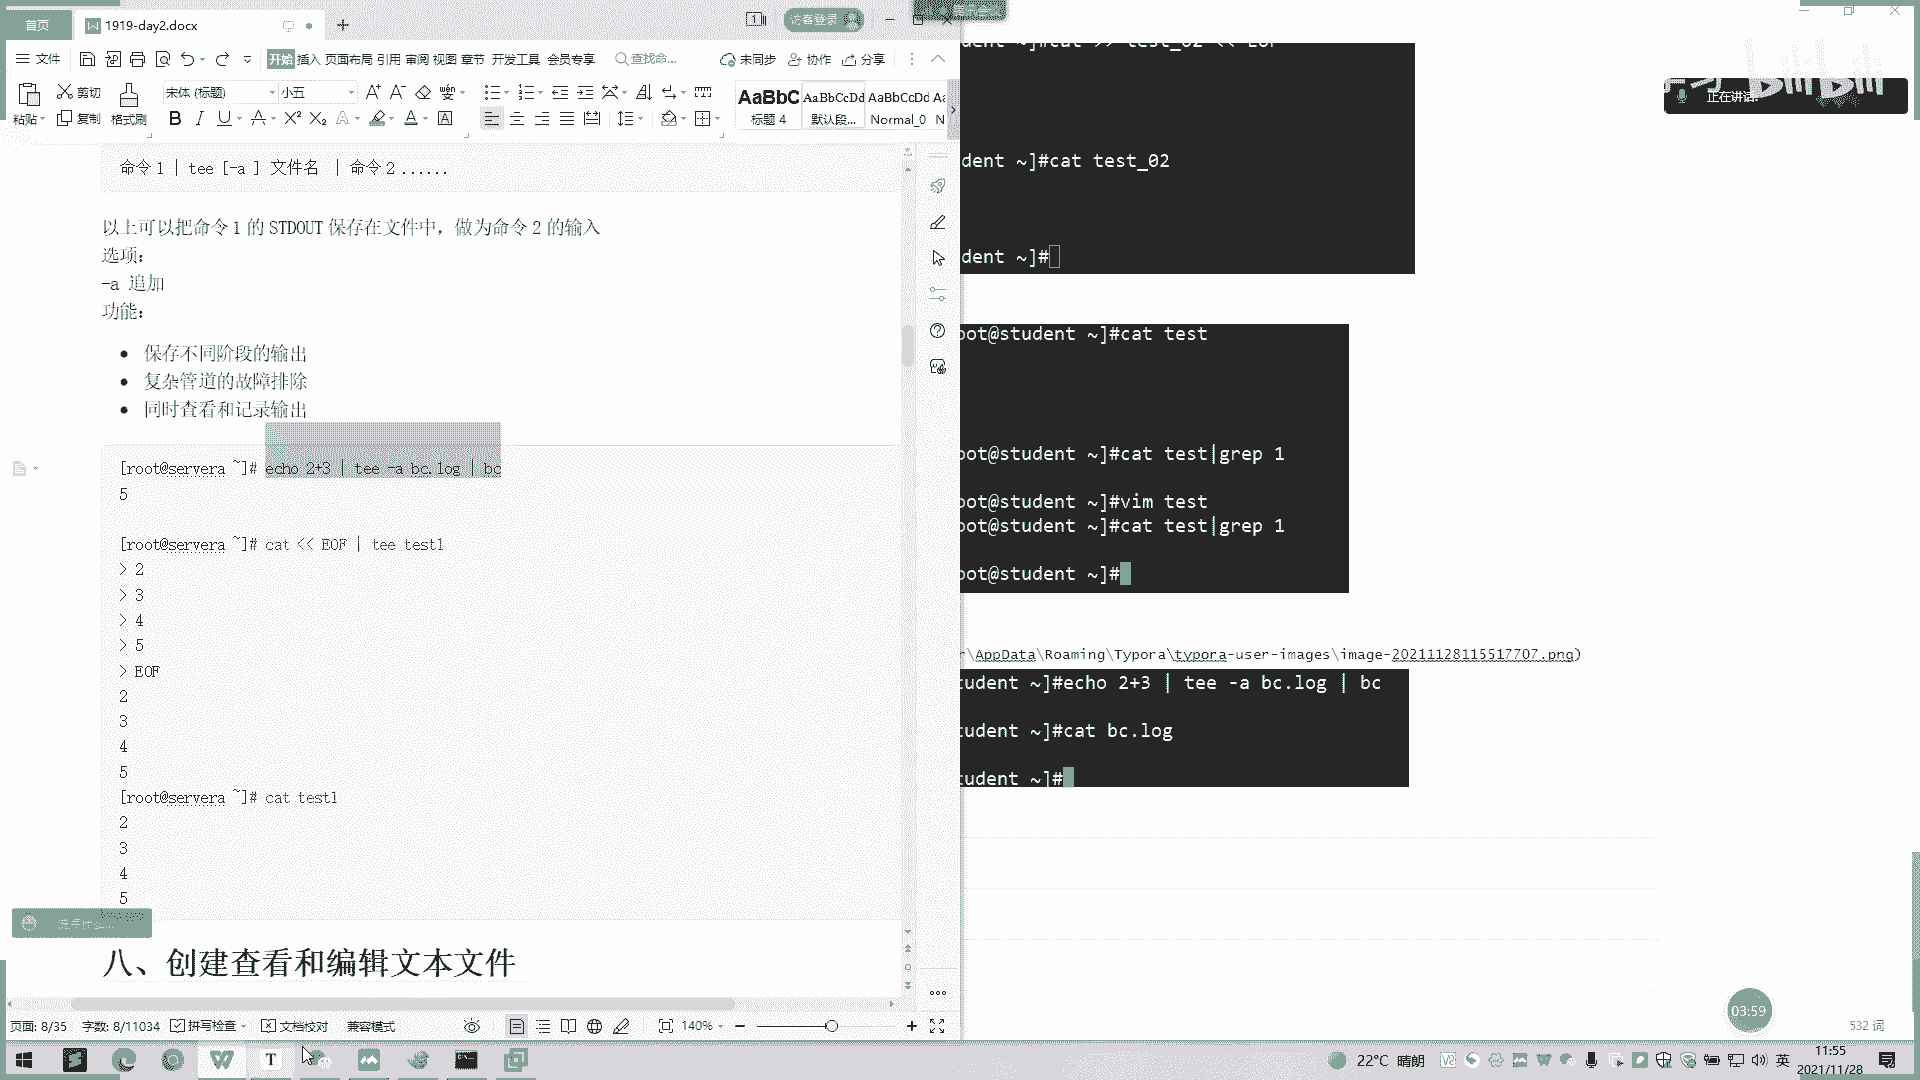 首页
1919-day2.docx
访客登录
文件
开始 插入 页面布局 引用 审阅 视图 章节 开发工具 会员专享
查找命...
未同步
协作
分享
粘贴
剪切
复制
格式刷
宋体 (标题)
小五
AaBbC
AaBbCcDd
AaBbCcDd
标题 4
默认段...
Normal_0
命令 1 | tee [-a ] 文件名 | 命令 2 ......
以上可以把命令 1 的 STDOUT 保存在文件中，做为命令 2 的输入
选项：
-a 追加
功能：
• 保存不同阶段的输出
• 复杂管道的故障排除
• 同时查看和记录输出
[root@servera ~]# echo 2+3 | tee -a bc.log | bc
5
[root@servera ~]# cat << EOF | tee test1
> 2
> 3
> 4
> 5
> EOF
2
3
4
5
[root@servera ~]# cat test1
2
3
4
5
八、创建查看和编辑文本文件
页面: 8/35
字数: 8/11034
拼写检查
文档校对
兼容模式
140%
dent ~]#cat >> test_02 << EOF
dent ~]#cat test_02
dent ~]#
oot@student ~]#cat test
oot@student ~]#cat test|grep 1
oot@student ~]#vim test
oot@student ~]#cat test|grep 1
oot@student ~]#
r\AppData\Roaming\Typora\typora-user-images\image-20211128115517707.png)
tudent ~]#echo 2+3 | tee -a bc.log | bc
tudent ~]#cat bc.log
tudent ~]#
正在讲话:
bilibili
03:59
532 词
22°C 晴朗
英
11:55
2021/11/28